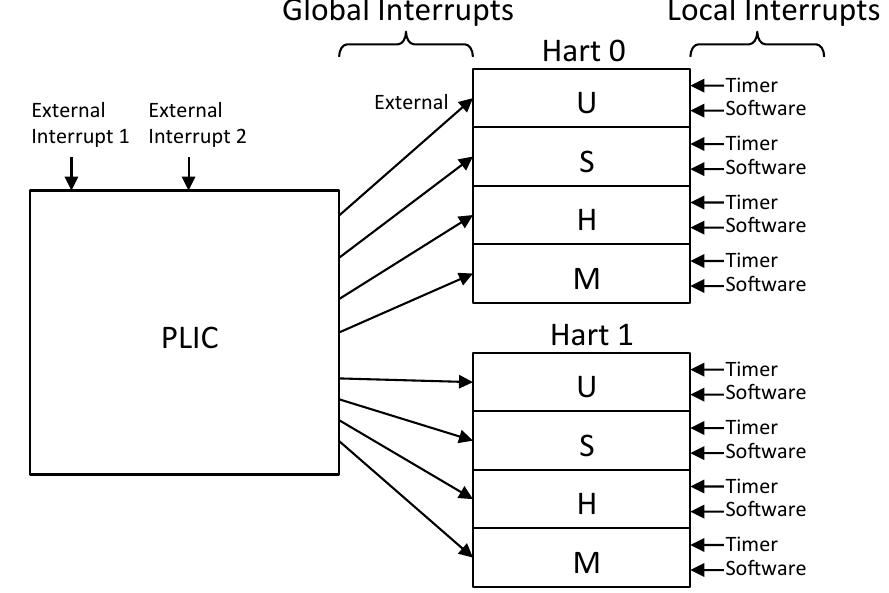 Global Interrupts
Local Interrupts
Hart 0
External
Interrupt 1
External
Interrupt 2
PLIC
External
U
Timer
Software
S
Timer
Software
H
Timer
Software
M
Timer
Software
Hart 1
U
Timer
Software
S
Timer
Software
H
Timer
Software
M
Timer
Software